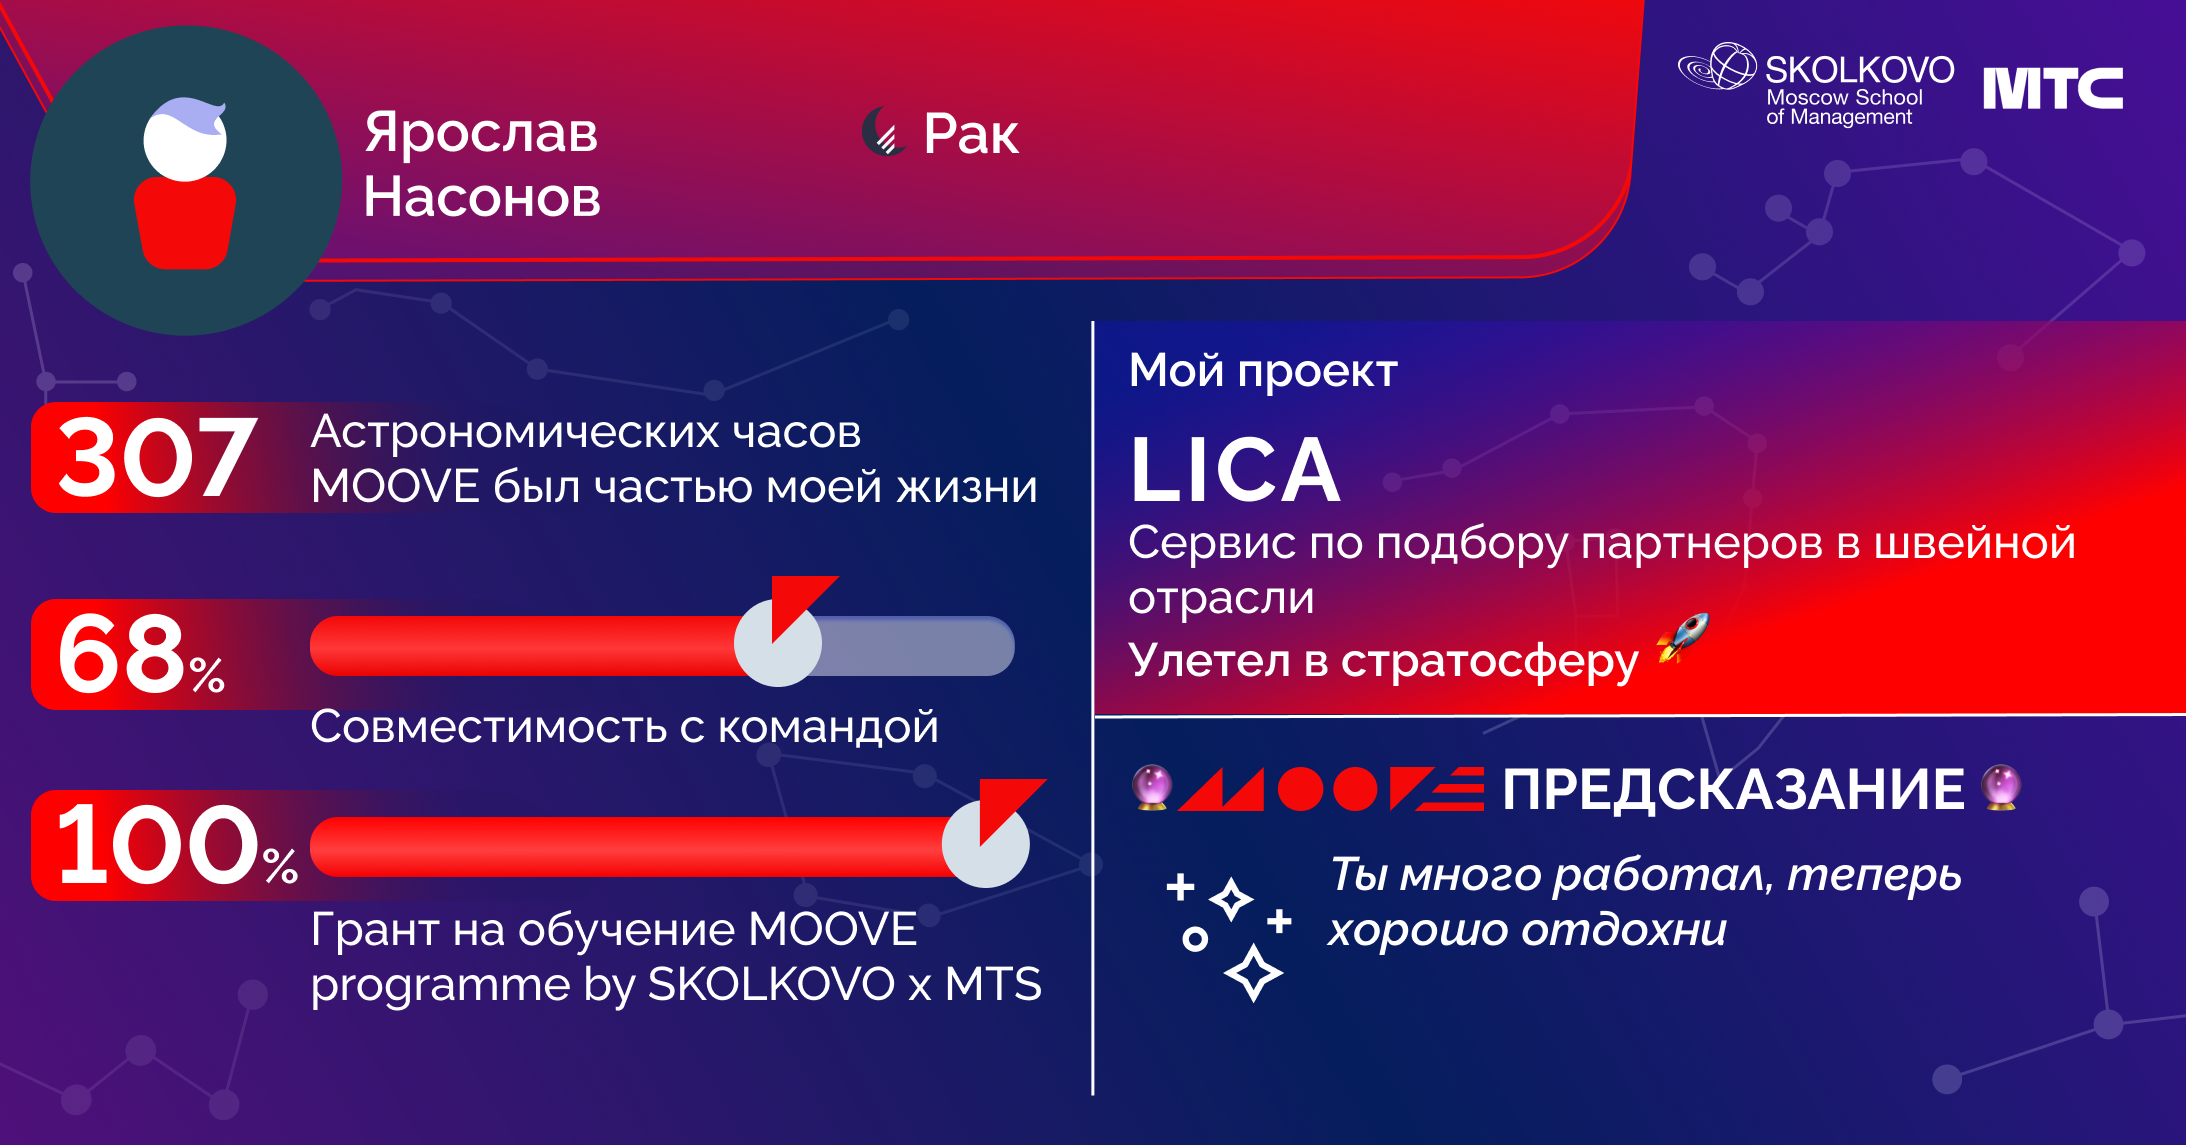 Ярослав
Насонов
Рак
SKOLKOVO
Moscow School
of Management
МТС
307
Астрономических часов
MOOVE был частью моей жизни
68%
Совместимость с командой
100%
Грант на обучение MOOVE
programme by SKOLKOVO x MTS
Мой проект
LICA
Сервис по подбору партнеров в швейной
отрасли
Улетел в стратосферу 🚀
🔮 MOOVE ПРЕДСКАЗАНИЕ 🔮
Ты много работал, теперь
хорошо отдохни